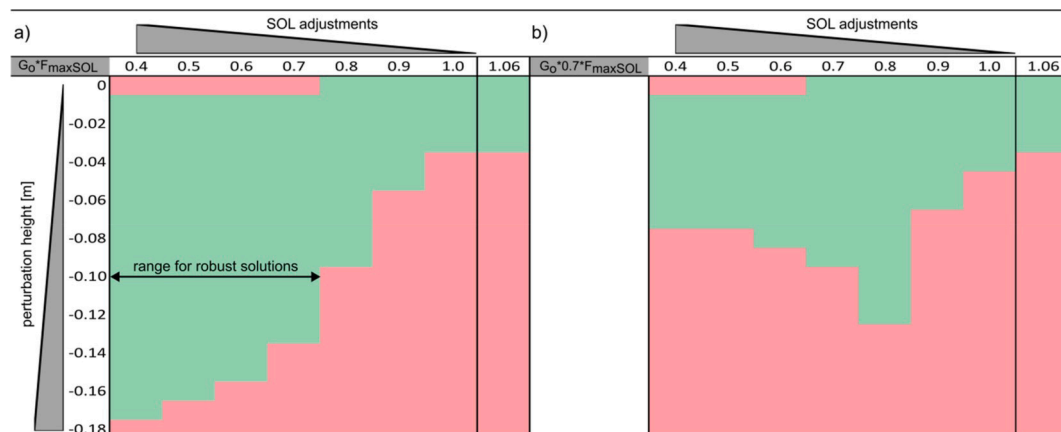 a) SOL adjustments
G₀*FmaxSOL 0.4 0.5 0.6 0.7 0.8 0.9 1.0 1.06
perturbation height [m]
0
-0.02
-0.04
-0.06
-0.08
-0.10
-0.12
-0.14
-0.16
-0.18
range for robust solutions
b) SOL adjustments
G₀*0.7*FmaxSOL 0.4 0.5 0.6 0.7 0.8 0.9 1.0 1.06